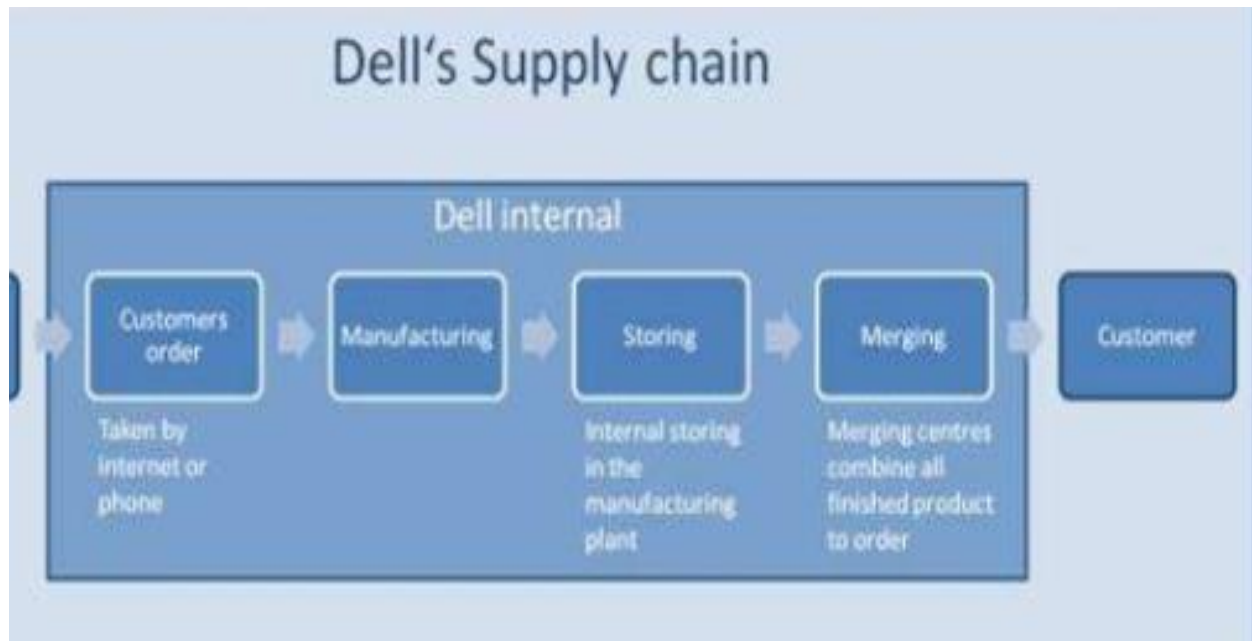 Dell‘s Supply chain
Dell internal
Customers
order
Manufacturing
Storing
Merging
Customer
Taken by
internet or
phone
Internal storing
in the
manufacturing
plant
Merging centres
combine all
finished product
to order